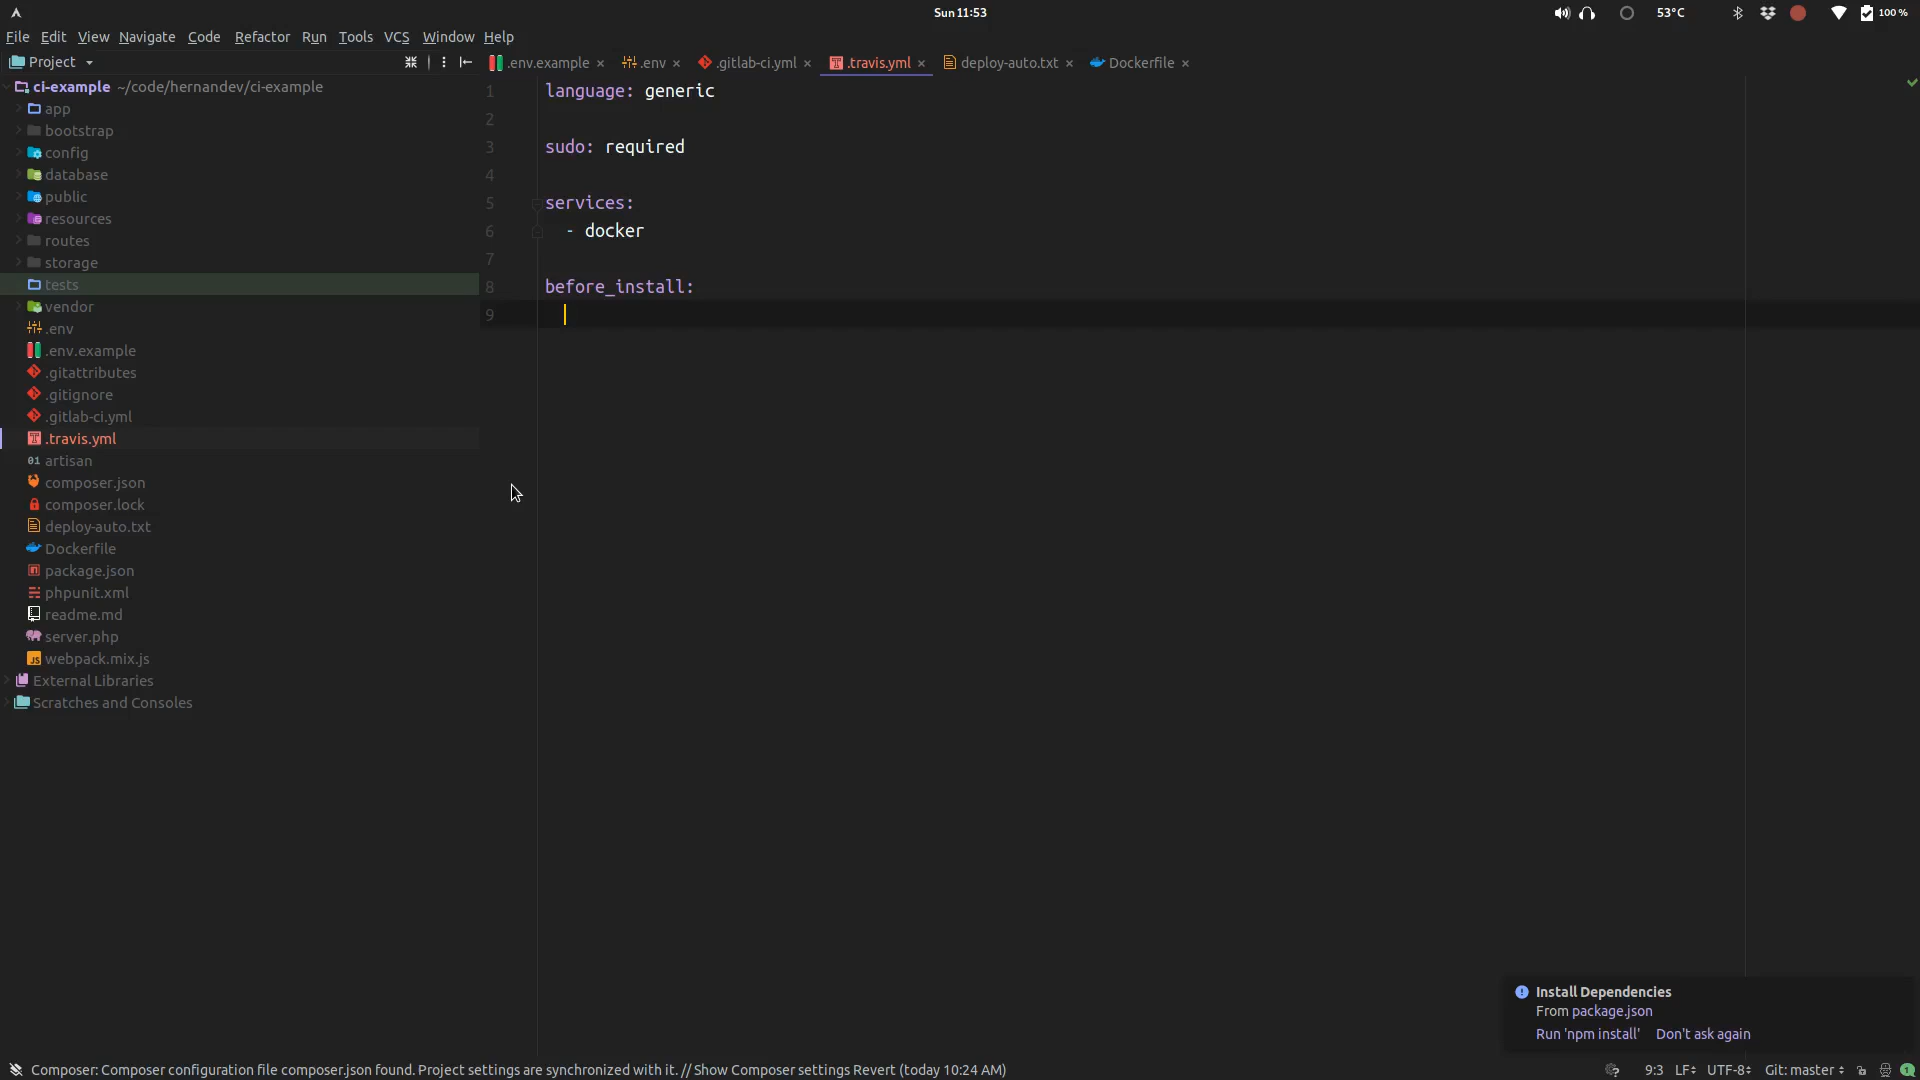 Sun 11:53
53°C
100 %
File Edit View Navigate Code Refactor Run Tools VCS Window Help
Project
.env.example
.env
.gitlab-ci.yml
.travis.yml
deploy-auto.txt
Dockerfile
ci-example ~/code/hernandev/ci-example
app
bootstrap
config
database
public
resources
routes
storage
tests
vendor
.env
.env.example
.gitattributes
.gitignore
.gitlab-ci.yml
.travis.yml
artisan
composer.json
composer.lock
deploy-auto.txt
Dockerfile
package.json
phpunit.xml
readme.md
server.php
webpack.mix.js
External Libraries
Scratches and Consoles
1 language: generic
2
3 sudo: required
4
5 services:
6 - docker
7
8 before_install:
9
Install Dependencies
From package.json
Run 'npm install' Don't ask again
Composer: Composer configuration file composer.json found. Project settings are synchronized with it. // Show Composer settings Revert (today 10:24 AM)
9:3 LF UTF-8 Git: master 1